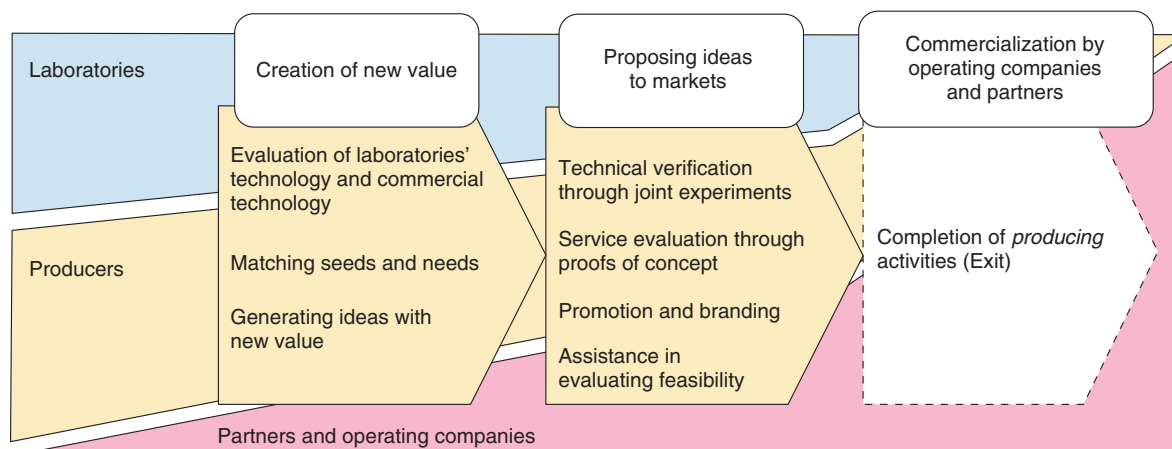 Laboratories
Creation of new value
Proposing ideas
to markets
Commercialization by
operating companies
and partners
Evaluation of laboratories’
technology and commercial
technology
Matching seeds and needs
Generating ideas with
new value
Technical verification
through joint experiments
Service evaluation through
proofs of concept
Promotion and branding
Assistance in
evaluating feasibility
Completion of producing
activities (Exit)
Producers
Partners and operating companies